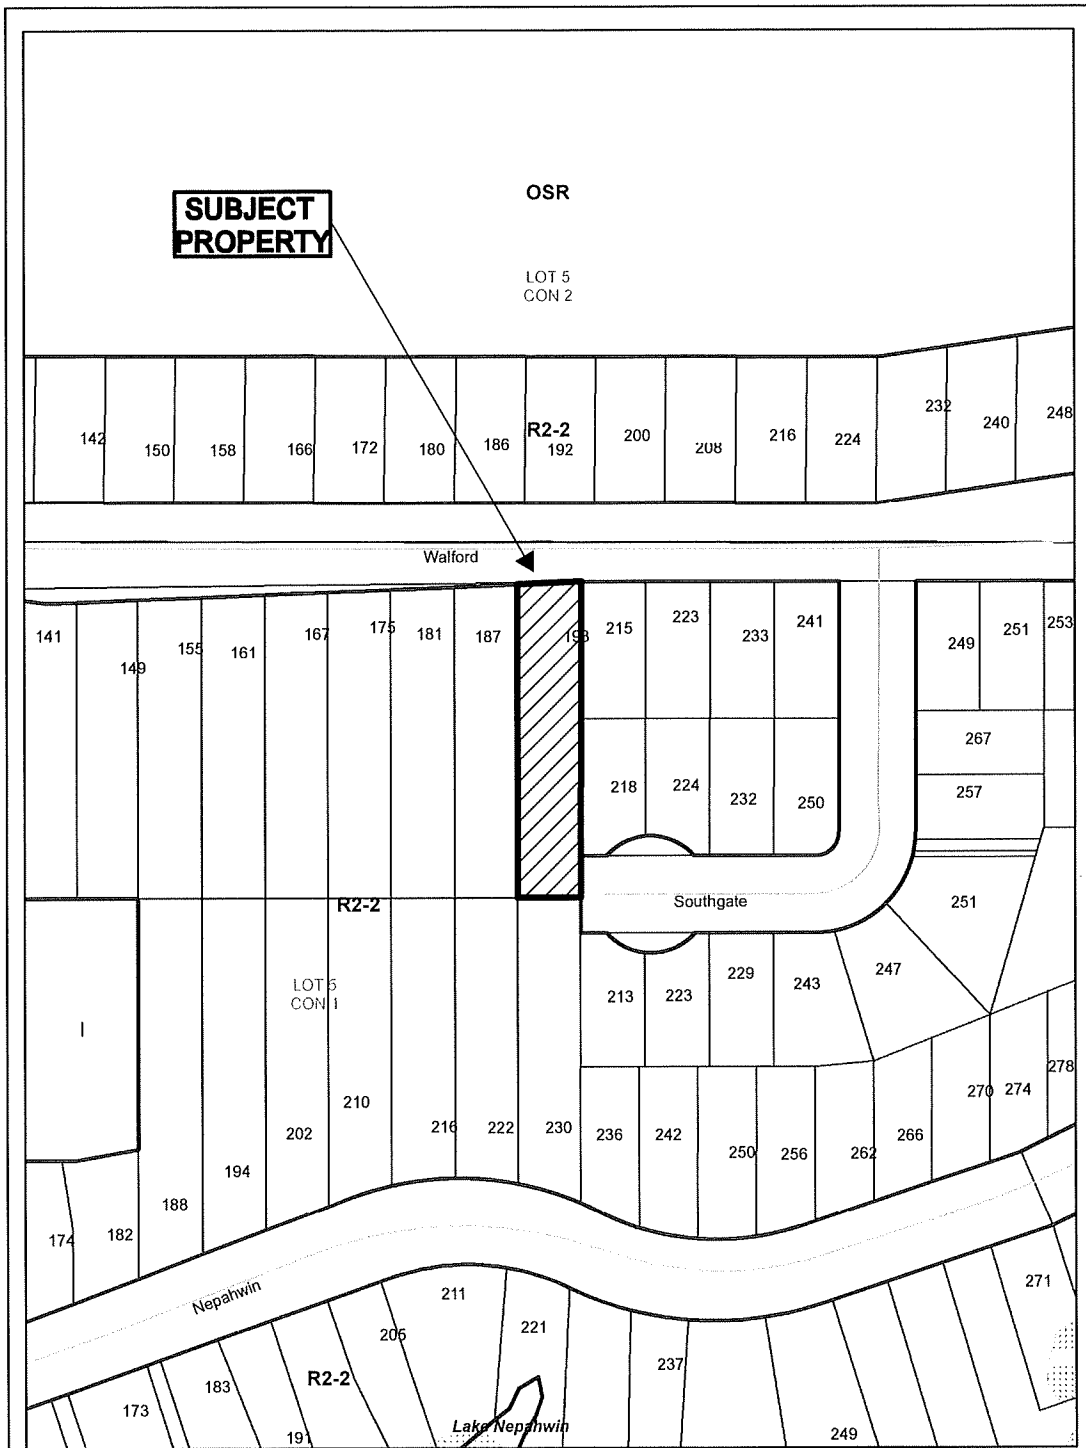 OSR
SUBJECT
PROPERTY
LOT 5
CON 2
142 150 158 166 172 180 186 R2-2 192 200 208 216 224 232 240 248
Walford
141 149 155 161 167 175 181 187 193 215 223 233 241 249 251 253
267
218 224 232 250 257
R2-2 Southgate 251
LOT 6
CON 1
I
213 223 229 243 247
210 202 194 188 182 174
216 222 230 236 242 250 256 262 266 270 274 278
Nepahwin
211 205 221 237 271
R2-2
173 183 191 249
Lake Nepahwin